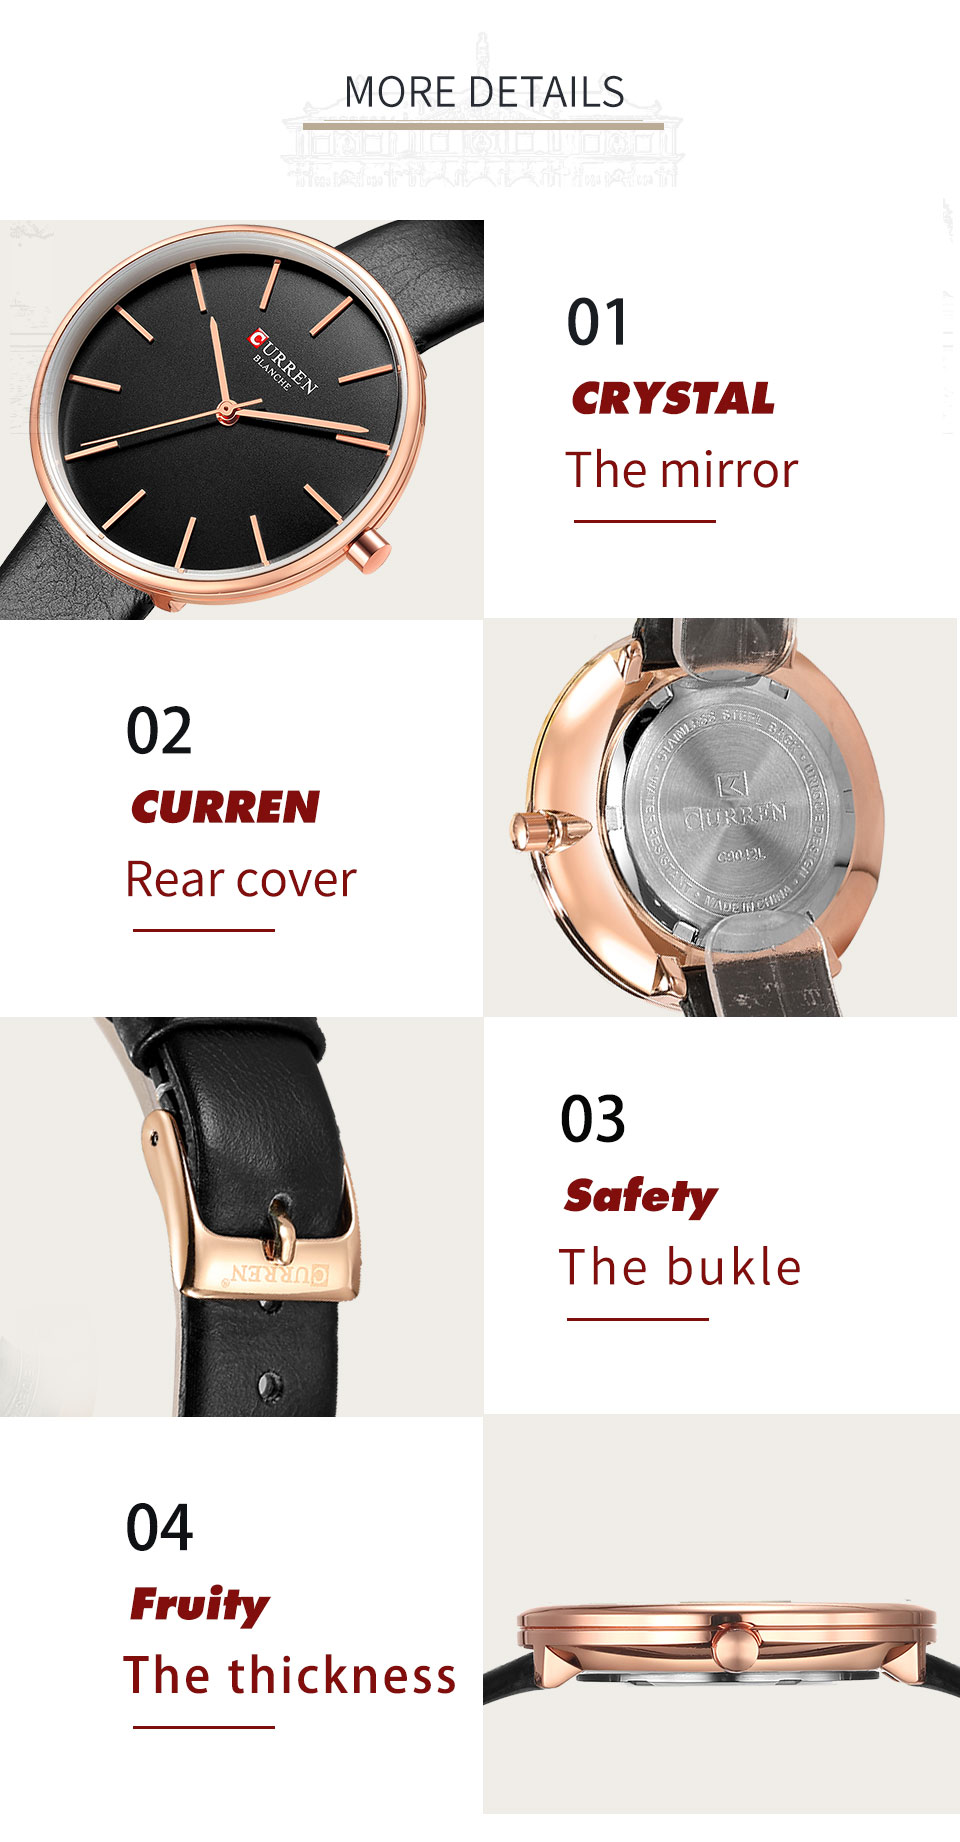 MORE DETAILS
CURREN
BLANCHE
01
CRYSTAL
The mirror
02
CURREN
Rear cover
STAINLESS STEEL BACK · UNIQUE DESIGN · MADE IN CHINA · WATER RESISTANT ·
CURREN
03
Safety
The bukle
CURREN®
04
Fruity
The thickness